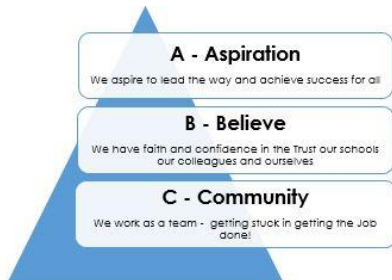 A - Aspiration
We aspire to lead the way and achieve success for all
B - Believe
We have faith and confidence in the Trust our schools
our colleagues and ourselves
C - Community
We work as a team - getting stuck in getting the Job
done!